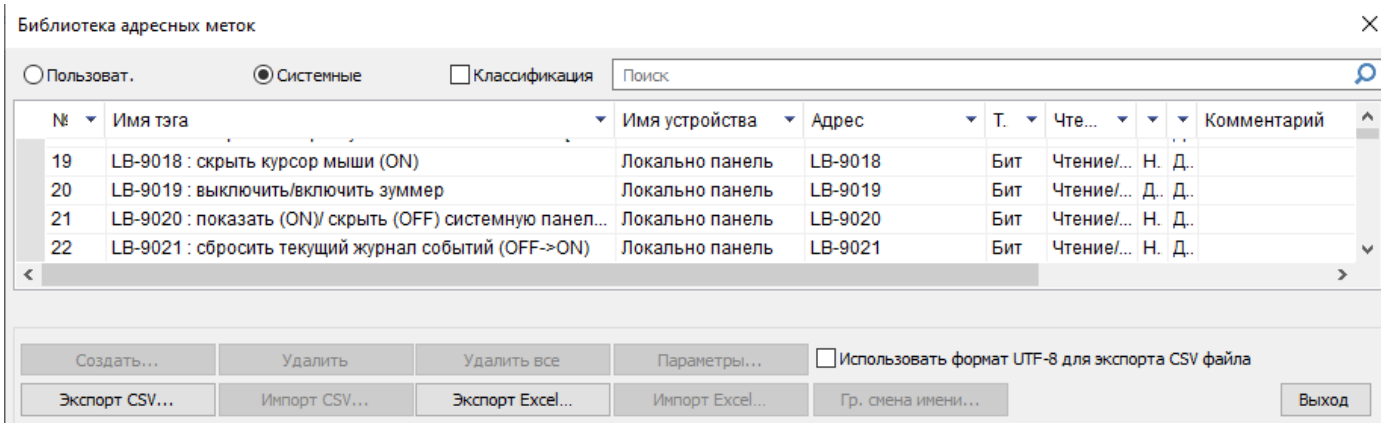 Библиотека адресных меток
Пользоват. Системные Классификация Поиск
№ Имя тэга Имя устройства Адрес Т. Чте... Комментарий
19 LB-9018 : скрыть курсор мыши (ON) Локально панель LB-9018 Бит Чтение/... Н. Д..
20 LB-9019 : выключить/включить зуммер Локально панель LB-9019 Бит Чтение/... Д.. Д..
21 LB-9020 : показать (ON)/ скрыть (OFF) системную панел... Локально панель LB-9020 Бит Чтение/... Н. Д..
22 LB-9021 : сбросить текущий журнал событий (OFF->ON) Локально панель LB-9021 Бит Чтение/... Н. Д..
Создать... Удалить Удалить все Параметры... Использовать формат UTF-8 для экспорта CSV файла
Экспорт CSV... Импорт CSV... Экспорт Excel... Импорт Excel... Гр. смена имени... Выход